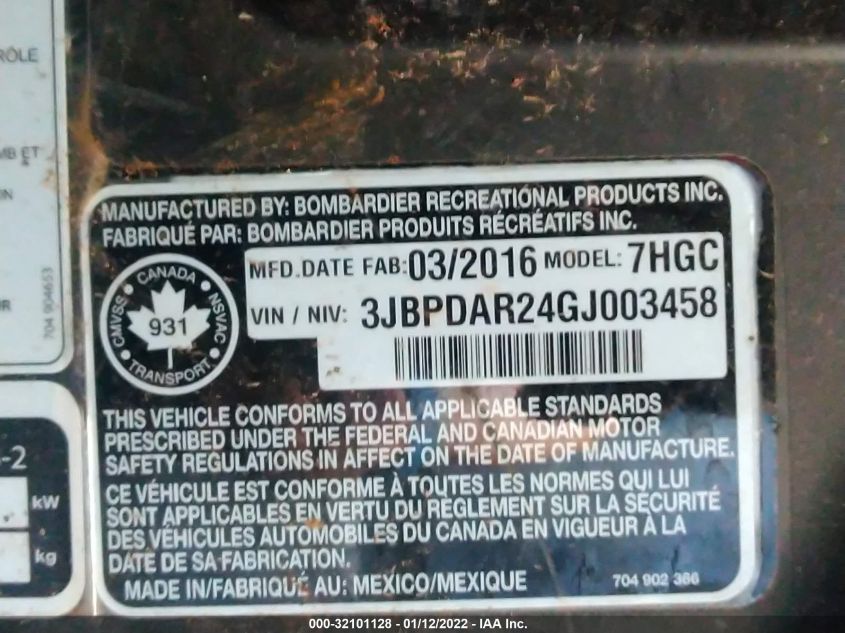 RÔLE
MB ET
704 904653
-2
kW
kg
MANUFACTURED BY: BOMBARDIER RECREATIONAL PRODUCTS INC.
FABRIQUÉ PAR: BOMBARDIER PRODUITS RÉCRÉATIFS INC.
CANADA
CMVSS
NSVAC
931
TRANSPORT
MFD.DATE FAB:03/2016 MODEL: 7HGC
VIN / NIV: 3JBPDAR24GJ003458
THIS VEHICLE CONFORMS TO ALL APPLICABLE STANDARDS
PRESCRIBED UNDER THE FEDERAL AND CANADIAN MOTOR
SAFETY REGULATIONS IN AFFECT ON THE DATE OF MANUFACTURE.
CE VÉHICULE EST CONFORME À TOUTES LES NORMES QUI LUI
SONT APPLICABLES EN VERTU DU RÈGLEMENT SUR LA SÉCURITÉ
DES VÉHICULES AUTOMOBILES DU CANADA EN VIGUEUR À LA
DATE DE SA FABRICATION.
MADE IN/FABRIQUÉ AU: MEXICO/MEXIQUE
704 902 366
000-32101128 - 01/12/2022 - IAA Inc.